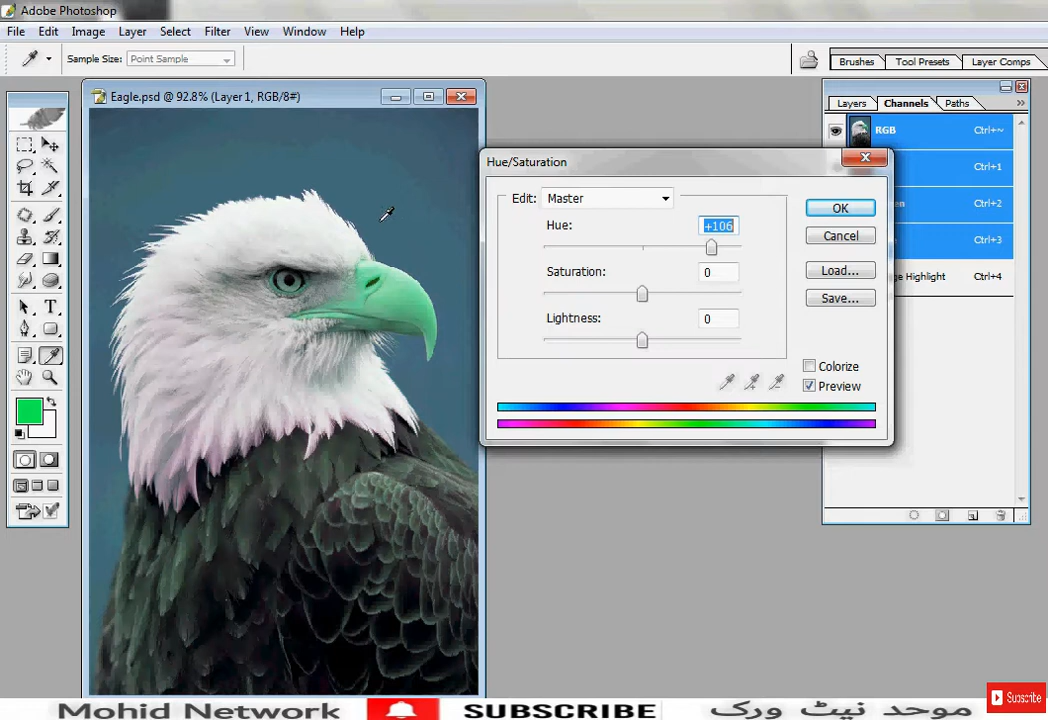 Adobe Photoshop
File Edit Image Layer Select Filter View Window Help
Sample Size: Point Sample
Brushes Tool Presets Layer Comps
Eagle.psd @ 92.8% (Layer 1, RGB/8#)
Layers Channels Paths
RGB Ctrl+~
Ctrl+1
Ctrl+3
Ctrl+4
Hue/Saturation
Edit: Master
Hue: +106
Saturation: 0
Lightness: 0
OK
Cancel
Load...
Save...
Colorize
Preview
Subscribe
Mohid Network SUBSCRIBE موحد نیٹ ورک